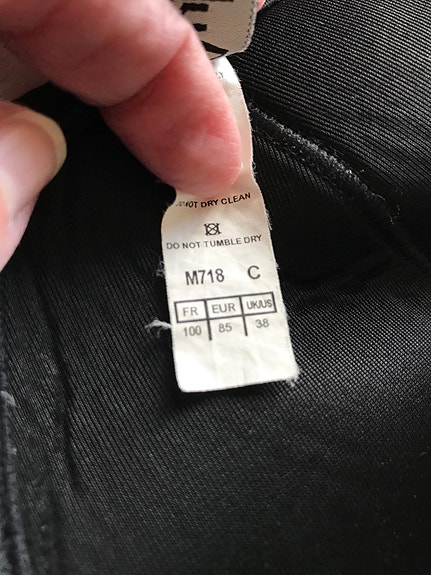 NOT DRY CLEAN
DO NOT TUMBLE DRY
M718 C
FR EUR UK/US
100 85 38